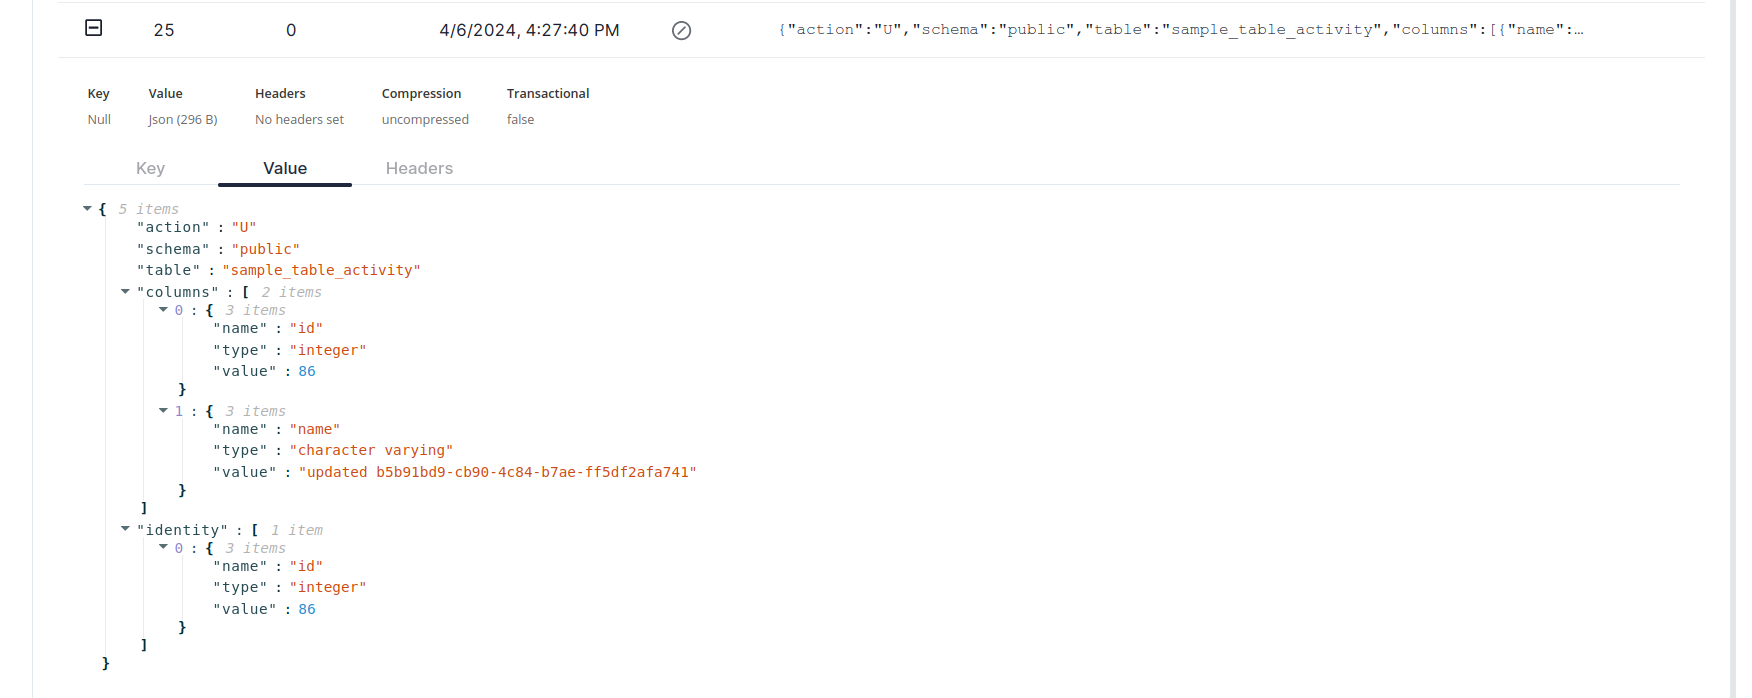 25 0 4/6/2024, 4:27:40 PM {"action":"U","schema":"public","table":"sample_table_activity","columns":[{"name":…
Key Value Headers Compression Transactional
Null Json (296 B) No headers set uncompressed false
Key Value Headers
{ 5 items
"action" : "U"
"schema" : "public"
"table" : "sample_table_activity"
"columns" : [ 2 items
0 : { 3 items
"name" : "id"
"type" : "integer"
"value" : 86
}
1 : { 3 items
"name" : "name"
"type" : "character varying"
"value" : "updated b5b91bd9-cb90-4c84-b7ae-ff5df2afa741"
}
]
"identity" : [ 1 item
0 : { 3 items
"name" : "id"
"type" : "integer"
"value" : 86
}
]
}